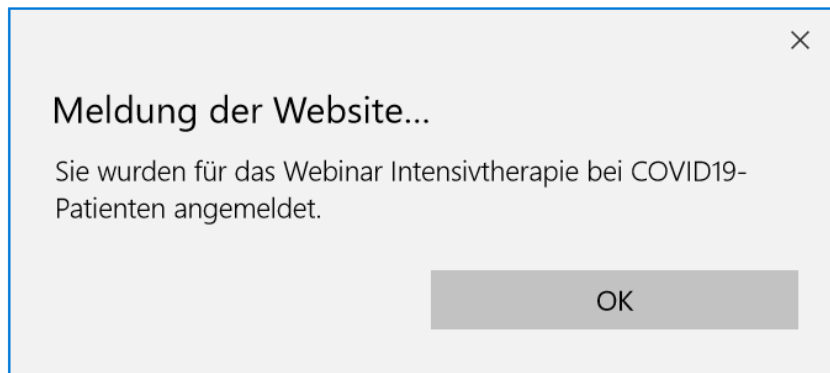 Meldung der Website...
Sie wurden für das Webinar Intensivtherapie bei COVID19-
Patienten angemeldet.
OK